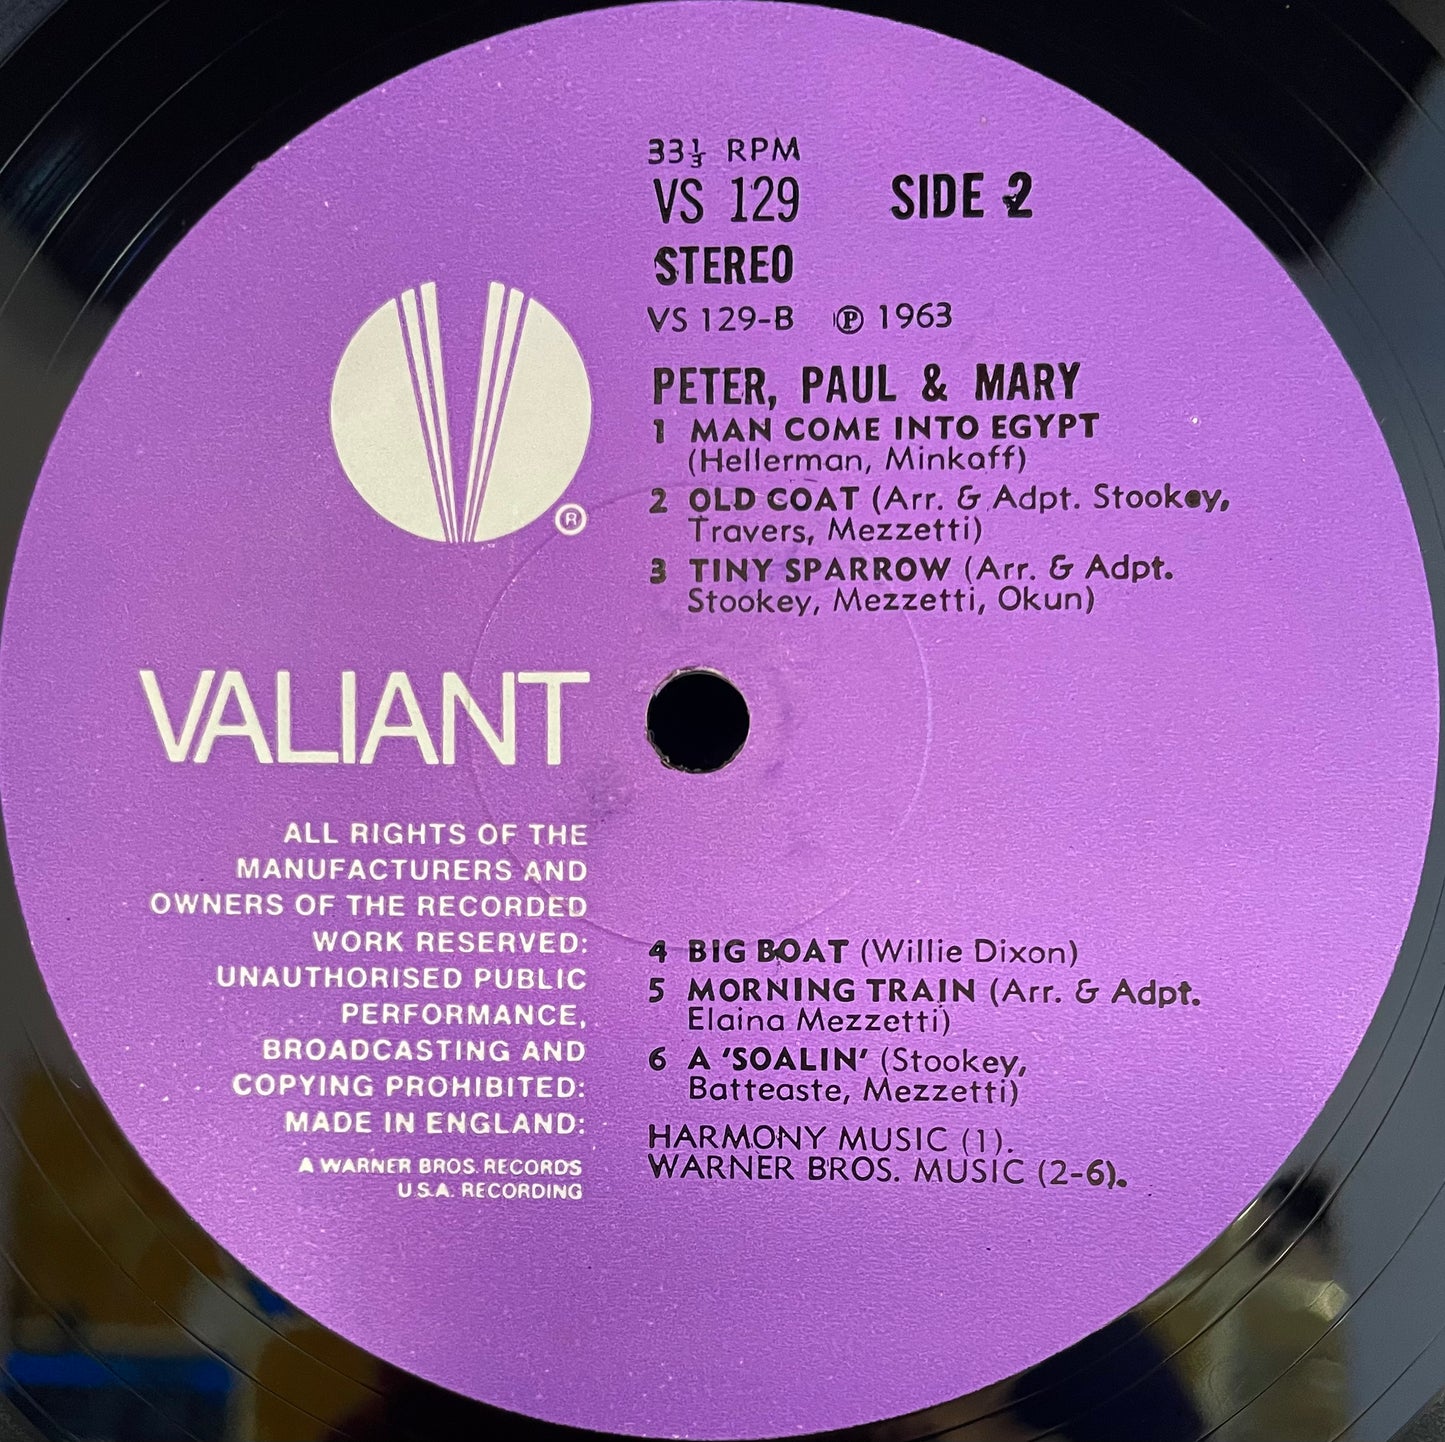 33⅓ RPM
VS 129 SIDE 2
STEREO
VS 129-B Ⓟ 1963
PETER, PAUL & MARY
1 MAN COME INTO EGYPT
(Hellerman, Minkoff)
2 OLD COAT (Arr. & Adpt. Stookey,
Travers, Mezzetti)
3 TINY SPARROW (Arr. & Adpt.
Stookey, Mezzetti, Okun)
®
VALIANT
ALL RIGHTS OF THE
MANUFACTURERS AND
OWNERS OF THE RECORDED
WORK RESERVED:
UNAUTHORISED PUBLIC
PERFORMANCE,
BROADCASTING AND
COPYING PROHIBITED:
MADE IN ENGLAND:
A WARNER BROS. RECORDS
U.S.A. RECORDING
4 BIG BOAT (Willie Dixon)
5 MORNING TRAIN (Arr. & Adpt.
Elaina Mezzetti)
6 A 'SOALIN' (Stookey,
Batteaste, Mezzetti)
HARMONY MUSIC (1).
WARNER BROS. MUSIC (2-6).